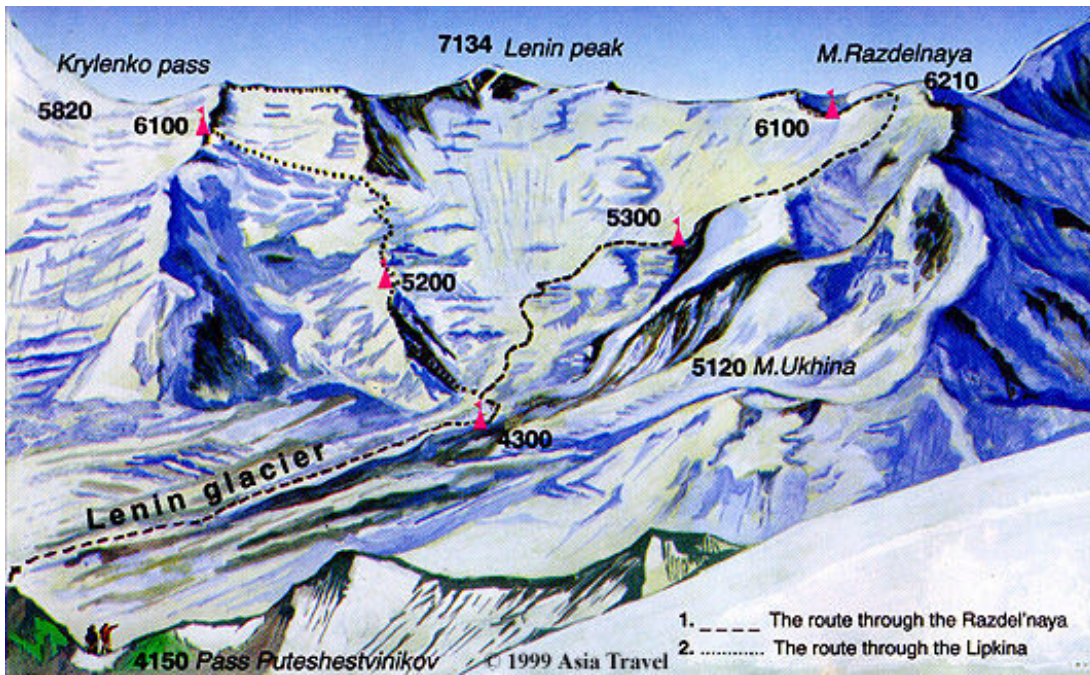 7134 Lenin peak
Krylenko pass
M.Razdelnaya
6210
5820
6100
6100
5300
5200
5120 M.Ukhina
4300
Lenin glacier
1. _ _ _ _ The route through the Razdel'naya
2. ............. The route through the Lipkina
4150 Pass Puteshestvinikov
© 1999 Asia Travel